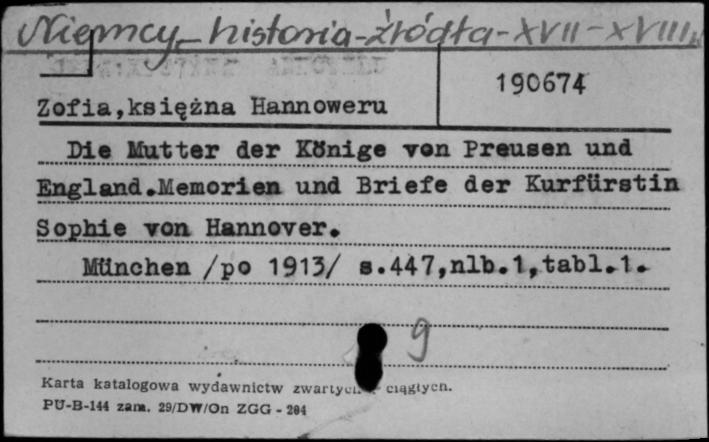 Niemcy - historia - źródła - XVII - XVIII w
190674
Zofia,księżna Hannoweru
Die Mutter der Könige von Preusen und
England.Memorien und Briefe der Kurfürstin
Sophie von Hannover.
München /po 1913/ s.447,nlb.1,tabl.1.
9
Karta katalogowa wydawnictw zwartych ciągłych.
PU-B-144 zam. 29/DW/On ZGG - 204